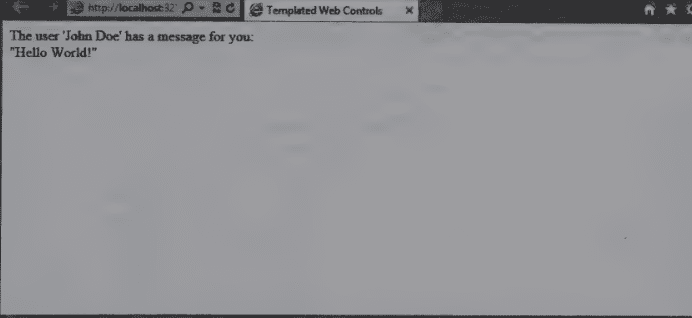 http://localhost:32
Templated Web Controls
The user 'John Doe' has a message for you:
"Hello World!"